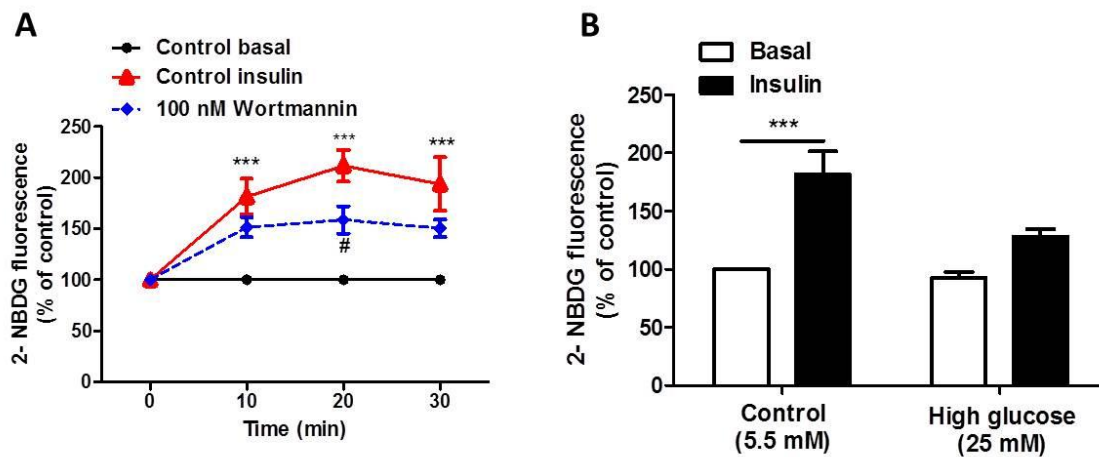 A
Control basal
Control insulin
100 nM Wortmannin
2- NBDG fluorescence
(% of control)
250
200
150
100
50
0
***
***
***
#
0 10 20 30
Time (min)
B
Basal
Insulin
2- NBDG fluorescence
(% of control)
250
200
150
100
50
0
***
Control
(5.5 mM)
High glucose
(25 mM)